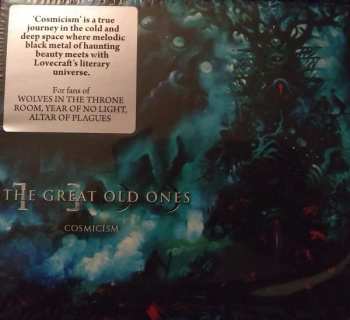 'Cosmicism' is a true
journey in the cold and
deep space where melodic
black metal of haunting
beauty meets with
Lovecraft's literary
universe.
For fans of
WOLVES IN THE THRONE
ROOM, YEAR OF NO LIGHT,
ALTAR OF PLAGUES
THE GREAT OLD ONES
COSMICISM